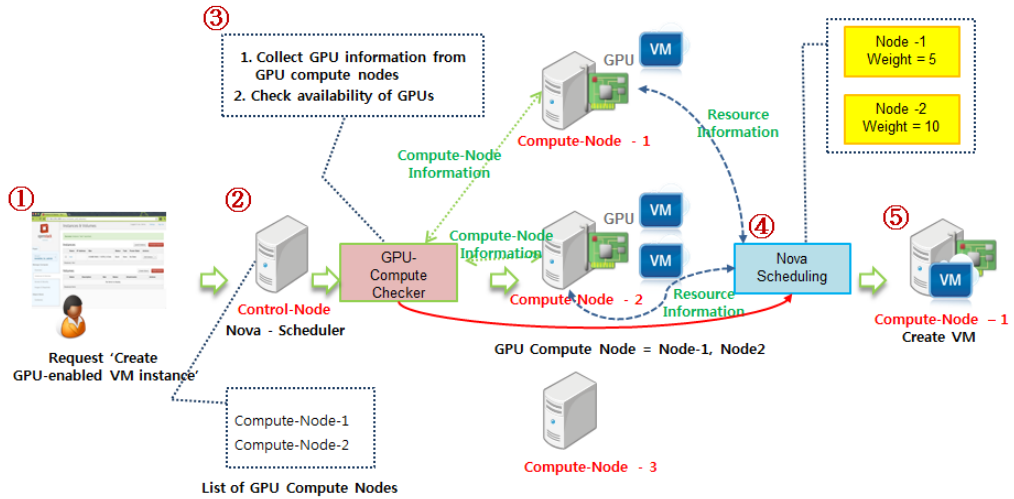 ③
1. Collect GPU information from
GPU compute nodes
2. Check availability of GPUs
GPU
VM
Compute-Node - 1
Resource
Information
Node -1
Weight = 5
Node -2
Weight = 10
Compute-Node
Information
①
②
Control-Node
Nova - Scheduler
GPU-
Compute
Checker
Compute-Node
Information
GPU
VM
VM
Compute-Node - 2
Resource
Information
④
Nova
Scheduling
⑤
VM
Compute-Node - 1
Create VM
Request ‘Create
GPU-enabled VM instance’
GPU Compute Node = Node-1, Node2
Compute-Node-1
Compute-Node-2
List of GPU Compute Nodes
Compute-Node - 3